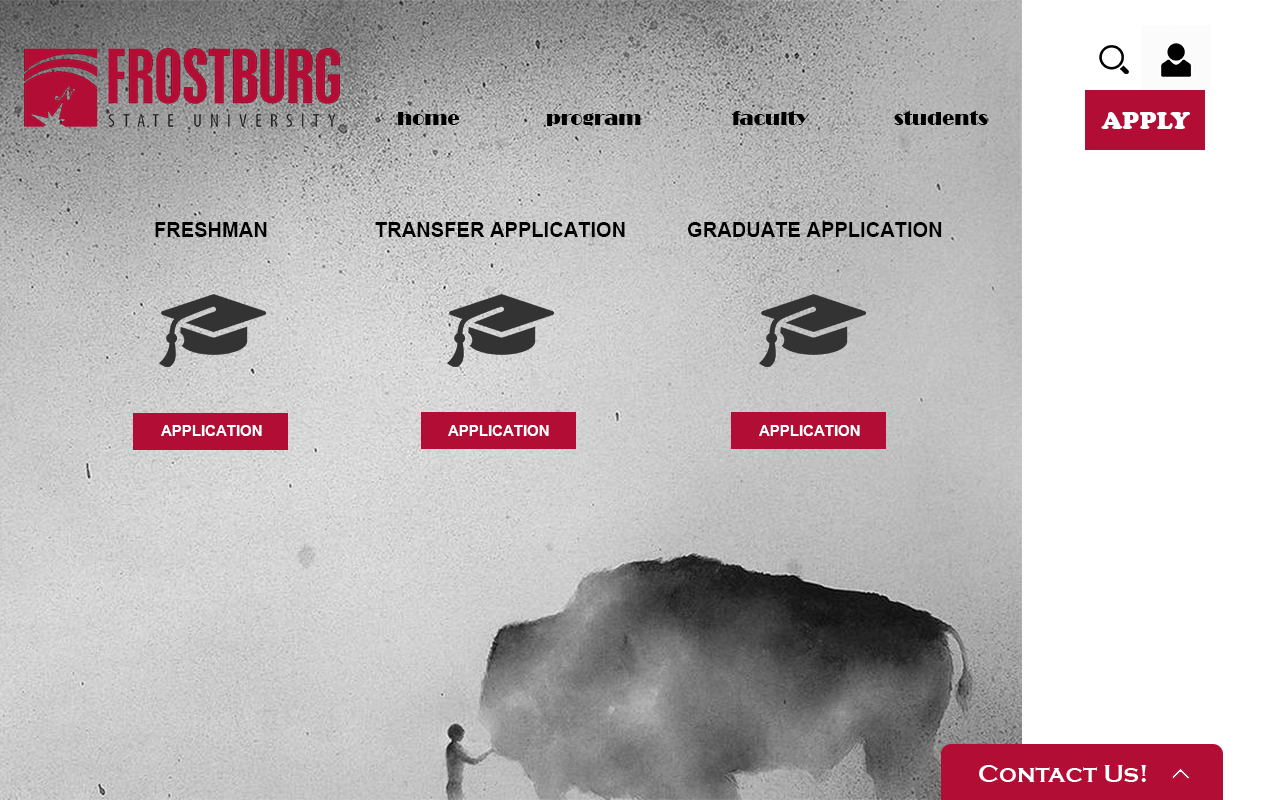 FROSTBURG
STATE UNIVERSITY
home program faculty students
APPLY
FRESHMAN TRANSFER APPLICATION GRADUATE APPLICATION
APPLICATION APPLICATION APPLICATION
Contact Us!